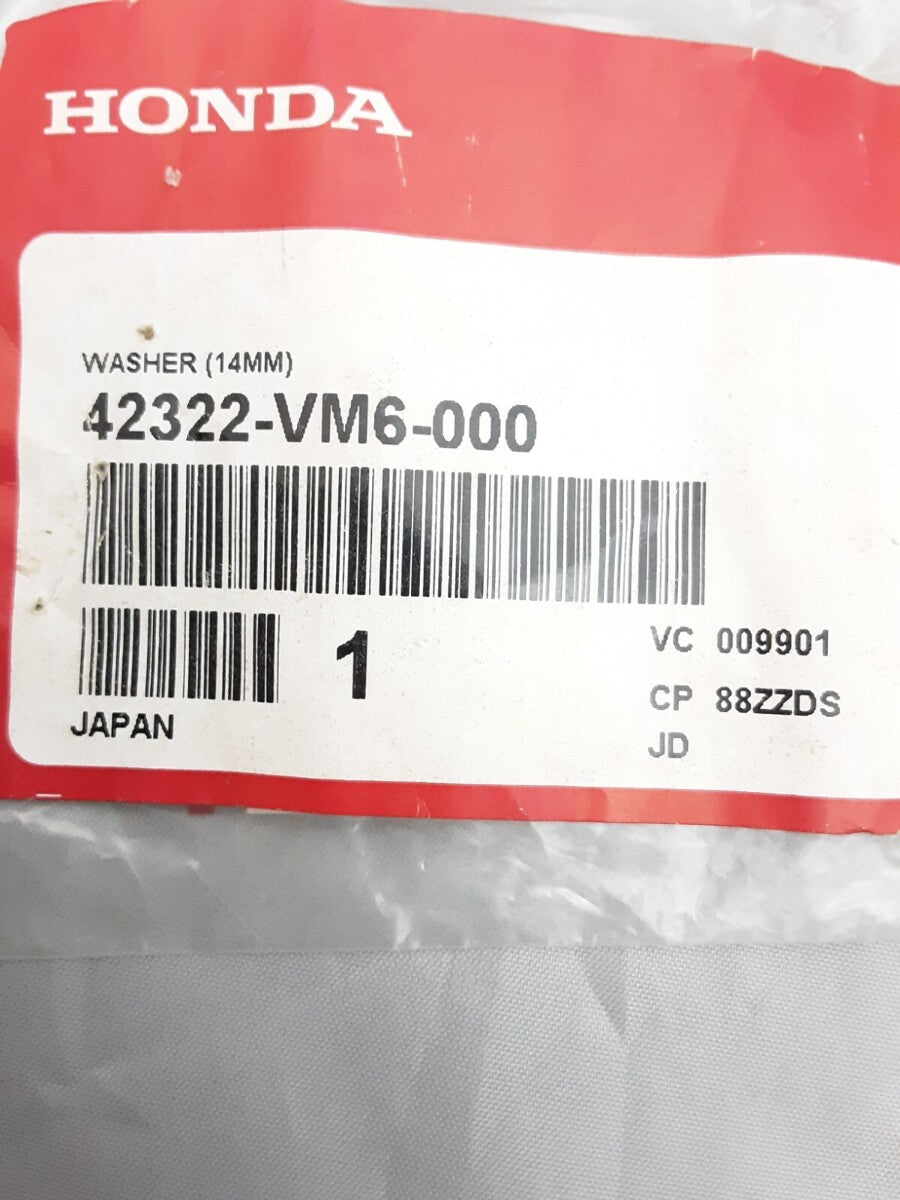 HONDA
WASHER (14MM)
42322-VM6-000
1
VC 009901
CP 88ZZDS
JD
JAPAN